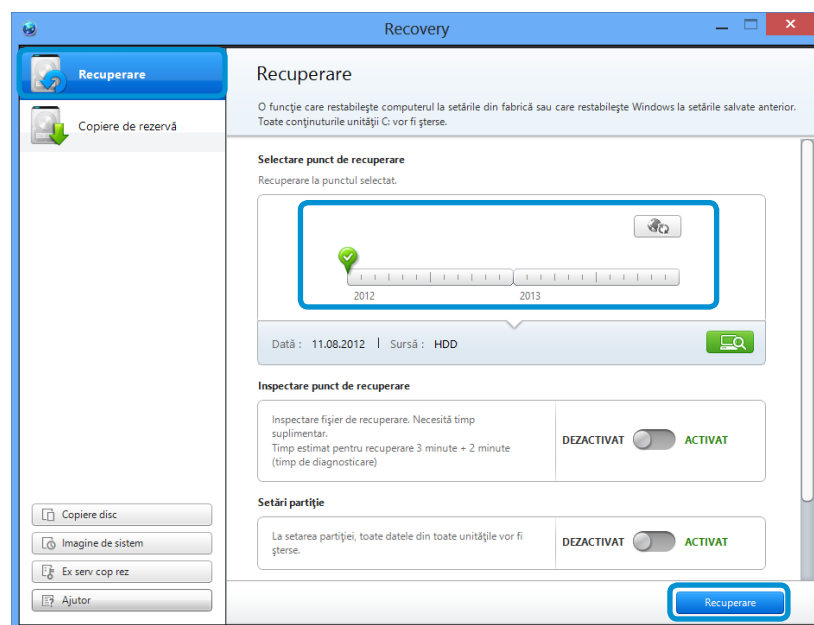 Recovery
Recuperare
Copiere de rezervă
Recuperare
O funcţie care restabileşte computerul la setările din fabrică sau care restabileşte Windows la setările salvate anterior.
Toate conţinuturile unităţii C: vor fi şterse.
Selectare punct de recuperare
Recuperare la punctul selectat.
2012 2013
Dată : 11.08.2012 | Sursă : HDD
Inspectare punct de recuperare
Inspectare fişier de recuperare. Necesită timp
suplimentar.
Timp estimat pentru recuperare 3 minute + 2 minute
(timp de diagnosticare)
DEZACTIVAT ACTIVAT
Setări partiţie
La setarea partiţiei, toate datele din toate unităţile vor fi
şterse.
DEZACTIVAT ACTIVAT
Copiere disc
Imagine de sistem
Ex serv cop rez
Ajutor
Recuperare